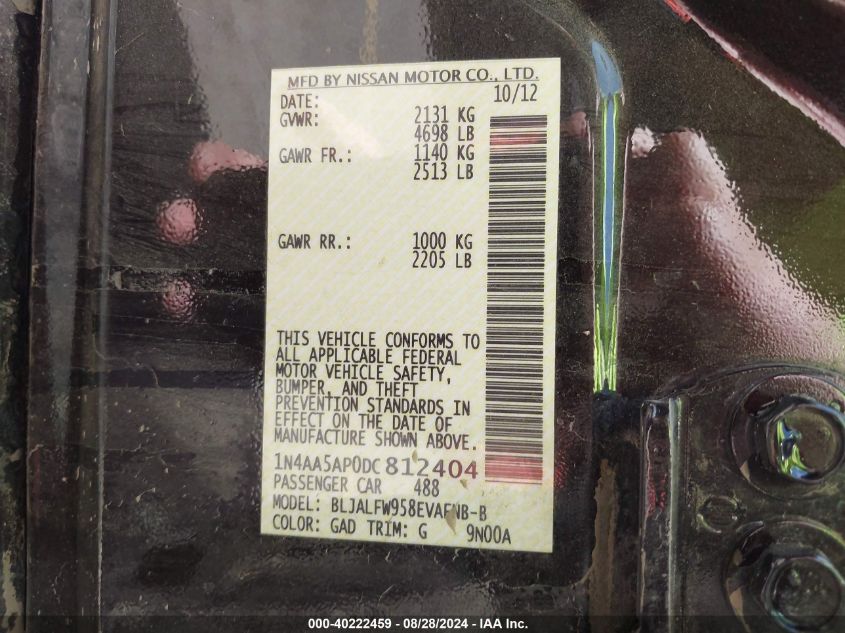 MFD BY NISSAN MOTOR CO., LTD.
DATE: 10/12
GVWR: 2131 KG
4698 LB
GAWR FR.: 1140 KG
2513 LB
GAWR RR.: 1000 KG
2205 LB
THIS VEHICLE CONFORMS TO
ALL APPLICABLE FEDERAL
MOTOR VEHICLE SAFETY,
BUMPER, AND THEFT
PREVENTION STANDARDS IN
EFFECT ON THE DATE OF
MANUFACTURE SHOWN ABOVE.
1N4AA5AP0DC812404
PASSENGER CAR 488
MODEL: BLJALFW958EVAENB-B
COLOR: GAD TRIM: G 9N00A
000-40222459 - 08/28/2024 - IAA Inc.